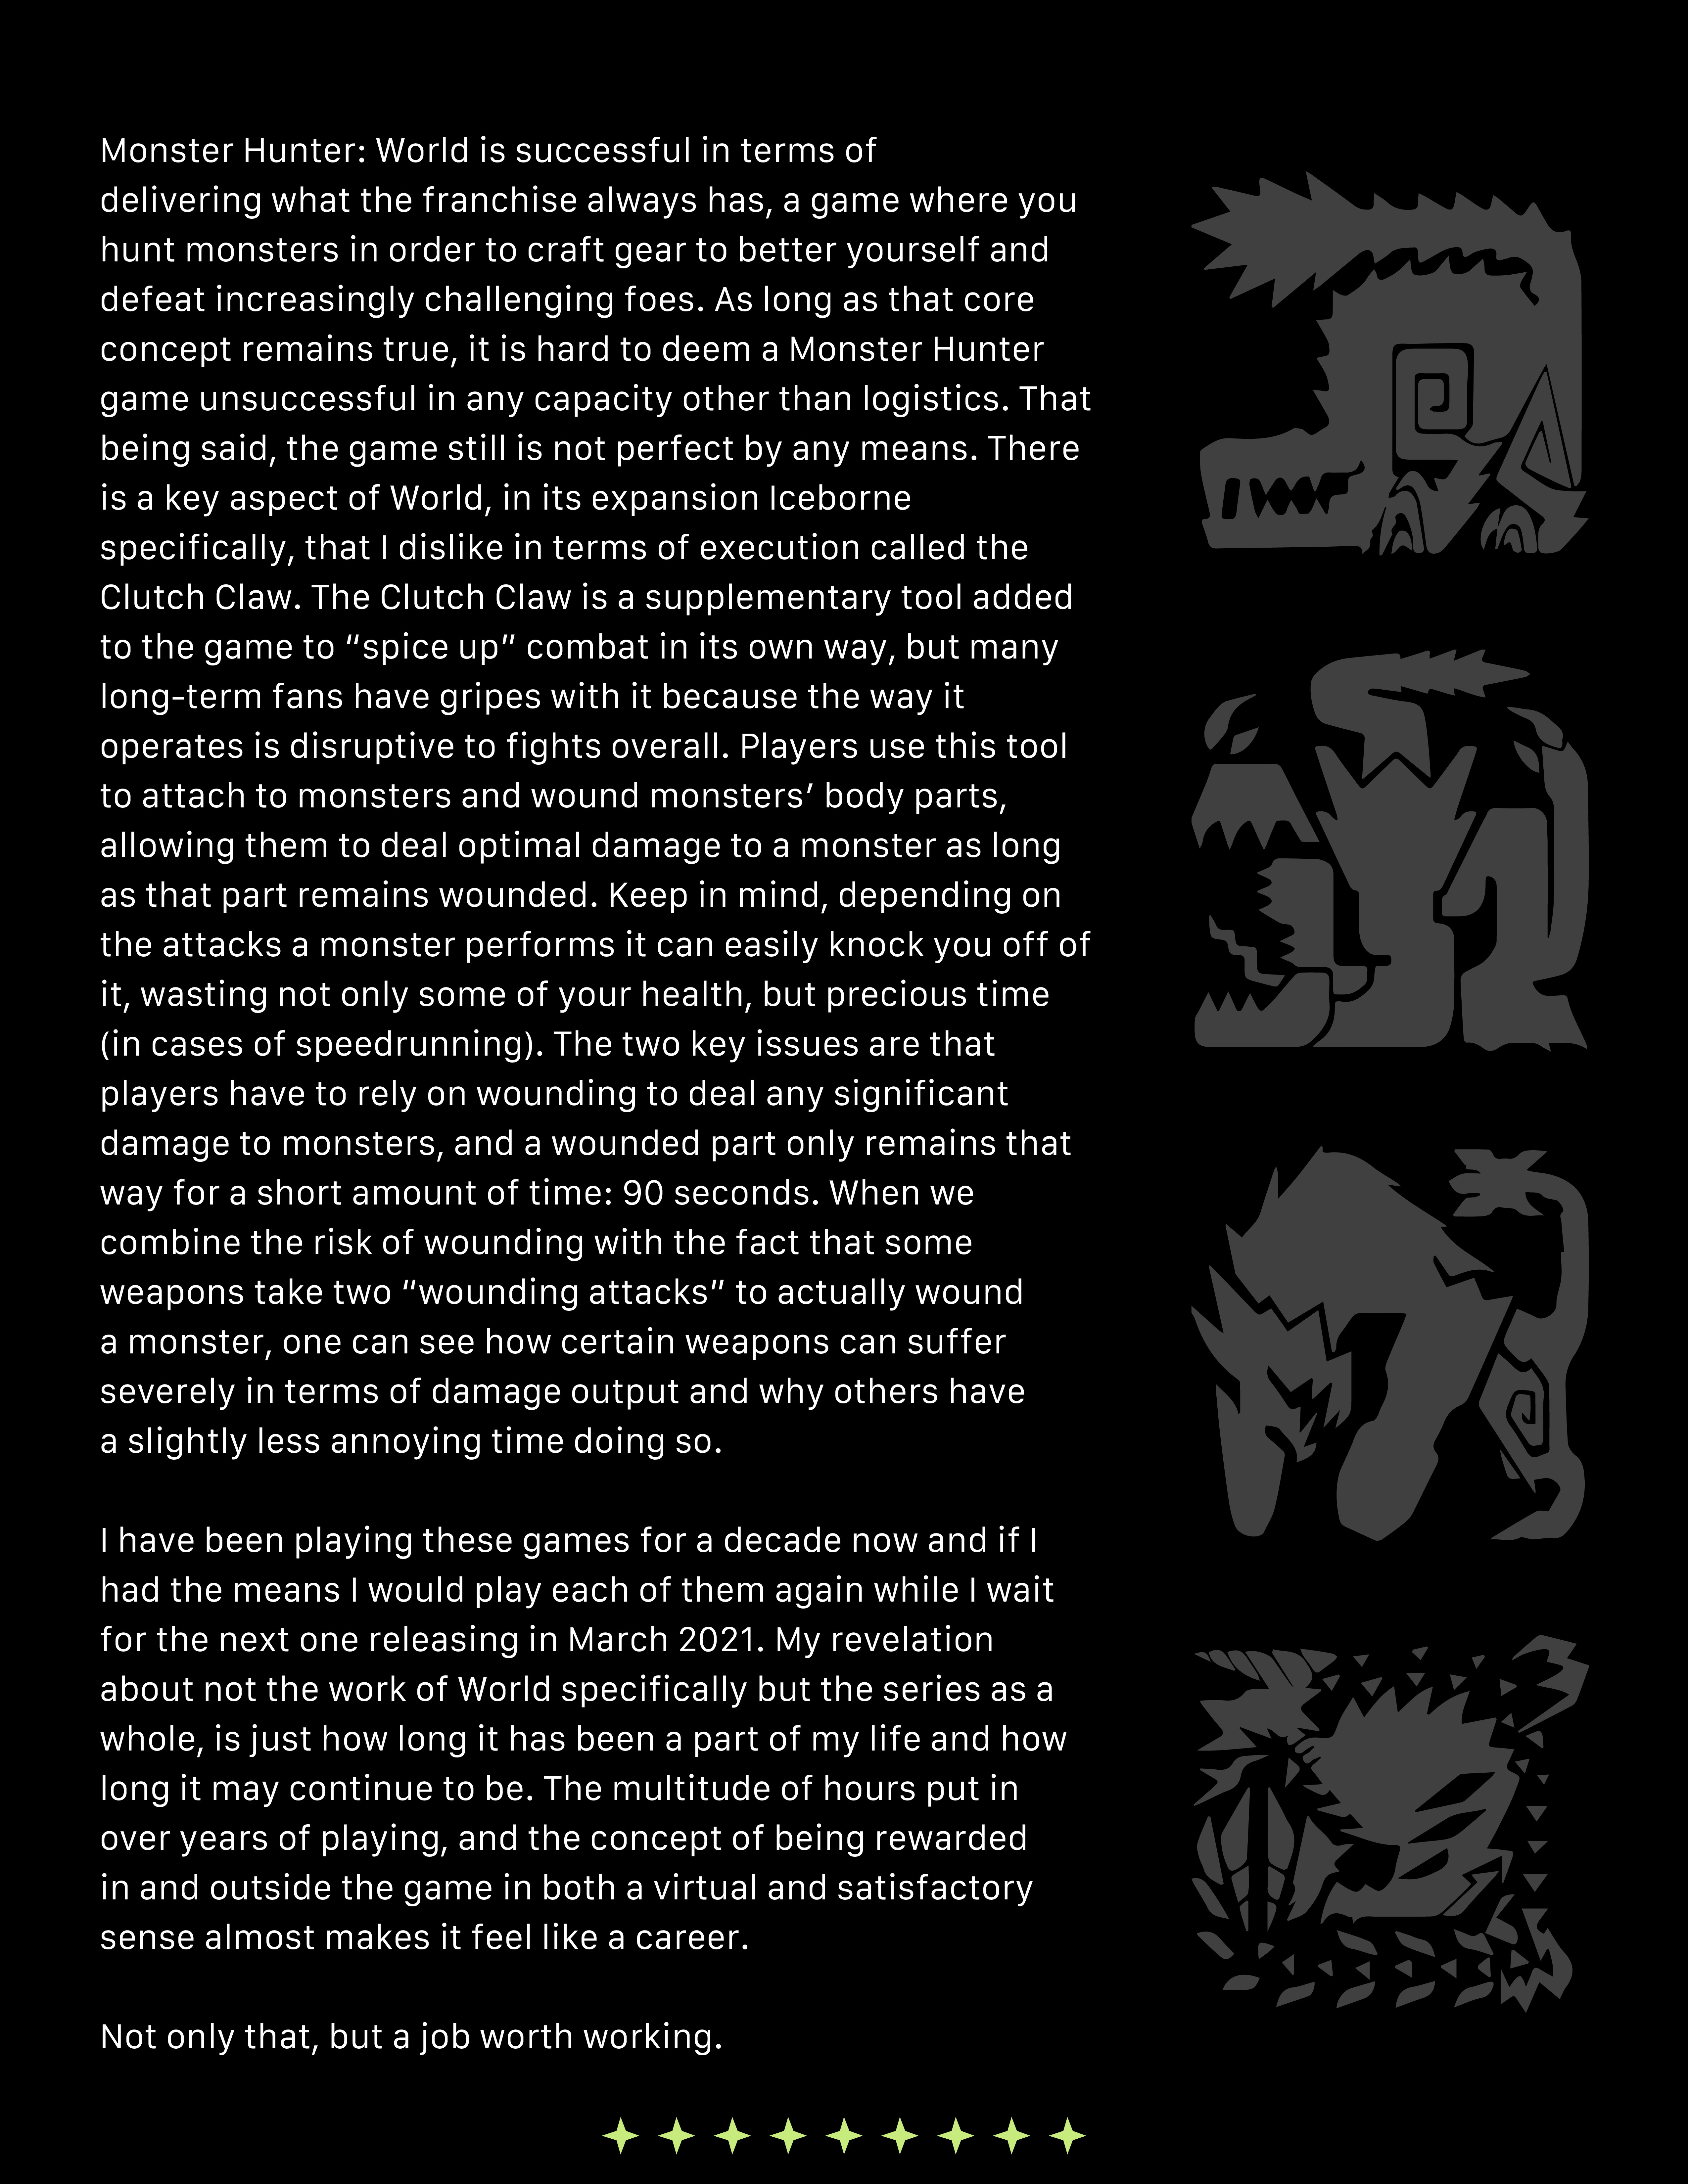 Monster Hunter: World is successful in terms of
delivering what the franchise always has, a game where you
hunt monsters in order to craft gear to better yourself and
defeat increasingly challenging foes. As long as that core
concept remains true, it is hard to deem a Monster Hunter
game unsuccessful in any capacity other than logistics. That
being said, the game still is not perfect by any means. There
is a key aspect of World, in its expansion Iceborne
specifically, that I dislike in terms of execution called the
Clutch Claw. The Clutch Claw is a supplementary tool added
to the game to “spice up” combat in its own way, but many
long-term fans have gripes with it because the way it
operates is disruptive to fights overall. Players use this tool
to attach to monsters and wound monsters’ body parts,
allowing them to deal optimal damage to a monster as long
as that part remains wounded. Keep in mind, depending on
the attacks a monster performs it can easily knock you off of
it, wasting not only some of your health, but precious time
(in cases of speedrunning). The two key issues are that
players have to rely on wounding to deal any significant
damage to monsters, and a wounded part only remains that
way for a short amount of time: 90 seconds. When we
combine the risk of wounding with the fact that some
weapons take two “wounding attacks” to actually wound
a monster, one can see how certain weapons can suffer
severely in terms of damage output and why others have
a slightly less annoying time doing so.
I have been playing these games for a decade now and if I
had the means I would play each of them again while I wait
for the next one releasing in March 2021. My revelation
about not the work of World specifically but the series as a
whole, is just how long it has been a part of my life and how
long it may continue to be. The multitude of hours put in
over years of playing, and the concept of being rewarded
in and outside the game in both a virtual and satisfactory
sense almost makes it feel like a career.
Not only that, but a job worth working.